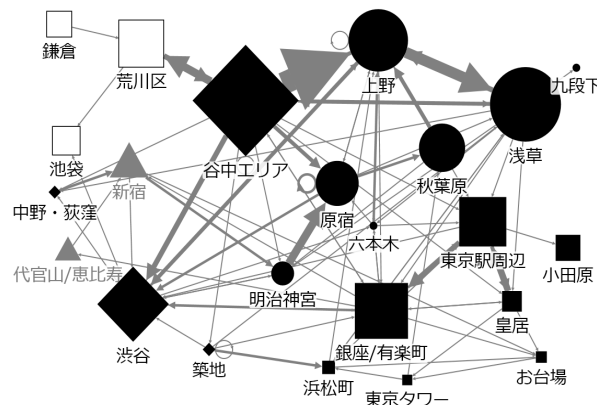 鎌倉
荒川区
上野
九段下
浅草
池袋
谷中エリア
秋葉原
新宿
中野・荻窪
原宿
六本木
東京駅周辺
小田原
代官山/恵比寿
明治神宮
皇居
渋谷
銀座/有楽町
築地
浜松町
お台場
東京タワー